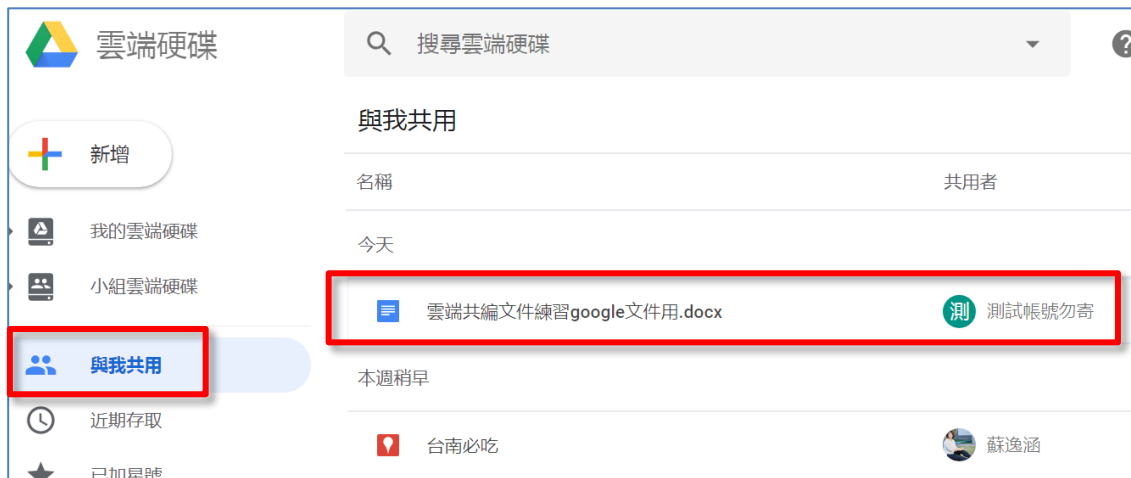 雲端硬碟
搜尋雲端硬碟
新增
與我共用
名稱 共用者
我的雲端硬碟
今天
小組雲端硬碟
雲端共編文件練習google文件用.docx 測 測試帳號勿寄
與我共用
本週稍早
近期存取
台南必吃 蘇逸涵
已加星號